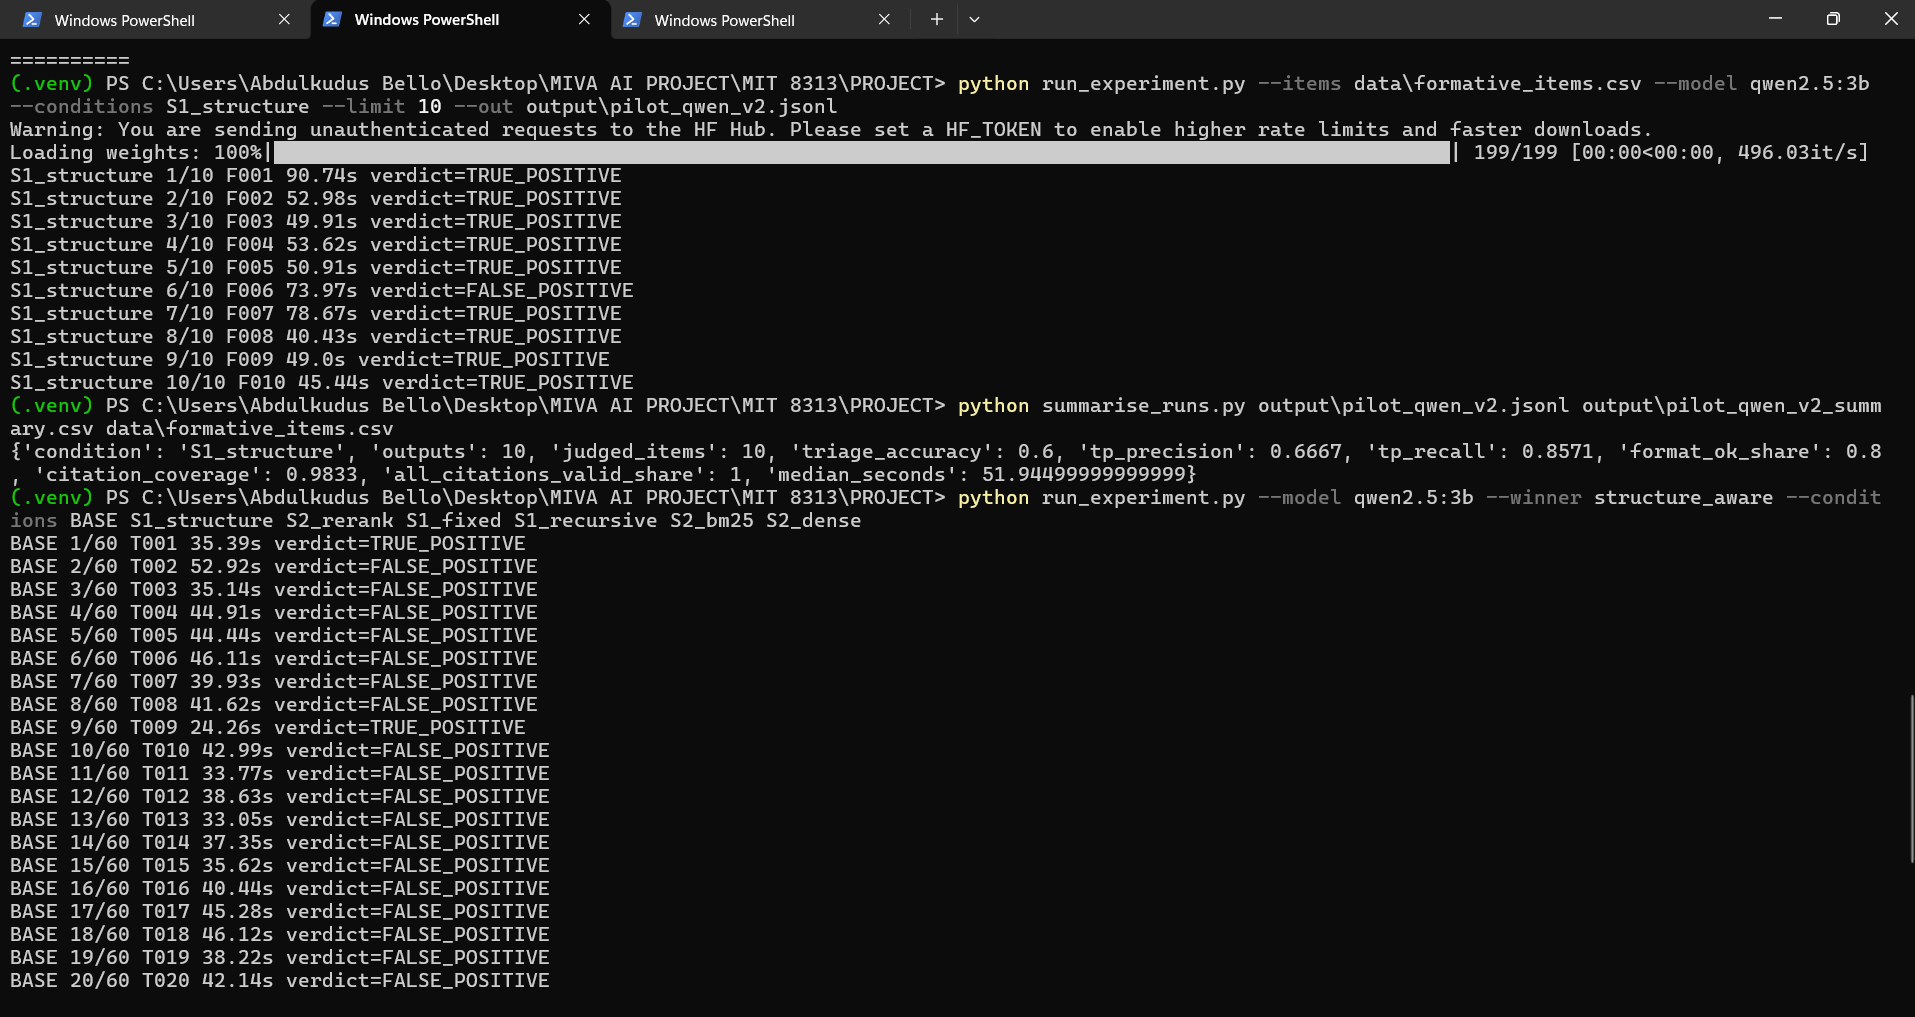 Windows PowerShell
Windows PowerShell
Windows PowerShell
==========
(.venv) PS C:\Users\Abdulkudus Bello\Desktop\MIVA AI PROJECT\MIT 8313\PROJECT> python run_experiment.py --items data\formative_items.csv --model qwen2.5:3b
--conditions S1_structure --limit 10 --out output\pilot_qwen_v2.jsonl
Warning: You are sending unauthenticated requests to the HF Hub. Please set a HF_TOKEN to enable higher rate limits and faster downloads.
Loading weights: 100%|| 199/199 [00:00<00:00, 496.03it/s]
S1_structure 1/10 F001 90.74s verdict=TRUE_POSITIVE
S1_structure 2/10 F002 52.98s verdict=TRUE_POSITIVE
S1_structure 3/10 F003 49.91s verdict=TRUE_POSITIVE
S1_structure 4/10 F004 53.62s verdict=TRUE_POSITIVE
S1_structure 5/10 F005 50.91s verdict=TRUE_POSITIVE
S1_structure 6/10 F006 73.97s verdict=FALSE_POSITIVE
S1_structure 7/10 F007 78.67s verdict=TRUE_POSITIVE
S1_structure 8/10 F008 40.43s verdict=TRUE_POSITIVE
S1_structure 9/10 F009 49.0s verdict=TRUE_POSITIVE
S1_structure 10/10 F010 45.44s verdict=TRUE_POSITIVE
(.venv) PS C:\Users\Abdulkudus Bello\Desktop\MIVA AI PROJECT\MIT 8313\PROJECT> python summarise_runs.py output\pilot_qwen_v2.jsonl output\pilot_qwen_v2_summ
ary.csv data\formative_items.csv
{'condition': 'S1_structure', 'outputs': 10, 'judged_items': 10, 'triage_accuracy': 0.6, 'tp_precision': 0.6667, 'tp_recall': 0.8571, 'format_ok_share': 0.8
, 'citation_coverage': 0.9833, 'all_citations_valid_share': 1, 'median_seconds': 51.94499999999999}
(.venv) PS C:\Users\Abdulkudus Bello\Desktop\MIVA AI PROJECT\MIT 8313\PROJECT> python run_experiment.py --model qwen2.5:3b --winner structure_aware --condit
ions BASE S1_structure S2_rerank S1_fixed S1_recursive S2_bm25 S2_dense
BASE 1/60 T001 35.39s verdict=TRUE_POSITIVE
BASE 2/60 T002 52.92s verdict=FALSE_POSITIVE
BASE 3/60 T003 35.14s verdict=FALSE_POSITIVE
BASE 4/60 T004 44.91s verdict=FALSE_POSITIVE
BASE 5/60 T005 44.44s verdict=FALSE_POSITIVE
BASE 6/60 T006 46.11s verdict=FALSE_POSITIVE
BASE 7/60 T007 39.93s verdict=FALSE_POSITIVE
BASE 8/60 T008 41.62s verdict=FALSE_POSITIVE
BASE 9/60 T009 24.26s verdict=TRUE_POSITIVE
BASE 10/60 T010 42.99s verdict=FALSE_POSITIVE
BASE 11/60 T011 33.77s verdict=FALSE_POSITIVE
BASE 12/60 T012 38.63s verdict=FALSE_POSITIVE
BASE 13/60 T013 33.05s verdict=FALSE_POSITIVE
BASE 14/60 T014 37.35s verdict=FALSE_POSITIVE
BASE 15/60 T015 35.62s verdict=FALSE_POSITIVE
BASE 16/60 T016 40.44s verdict=FALSE_POSITIVE
BASE 17/60 T017 45.28s verdict=FALSE_POSITIVE
BASE 18/60 T018 46.12s verdict=FALSE_POSITIVE
BASE 19/60 T019 38.22s verdict=FALSE_POSITIVE
BASE 20/60 T020 42.14s verdict=FALSE_POSITIVE